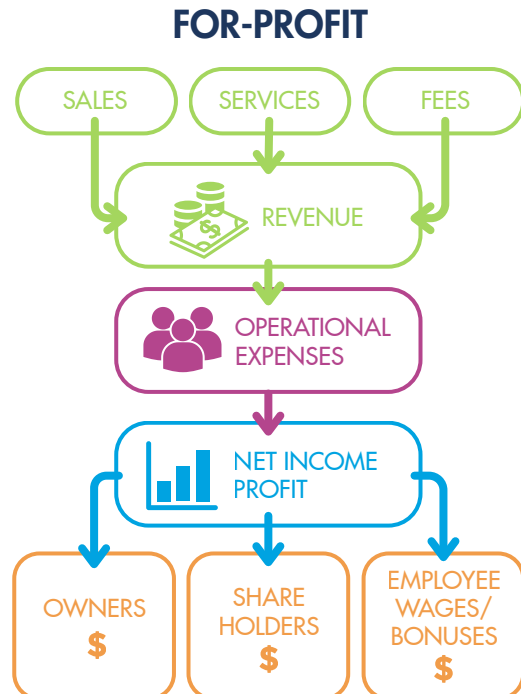 FOR-PROFIT
SALES
SERVICES
FEES
REVENUE
OPERATIONAL
EXPENSES
NET INCOME
PROFIT
OWNERS
$
SHARE
HOLDERS
$
EMPLOYEE
WAGES/
BONUSES
$